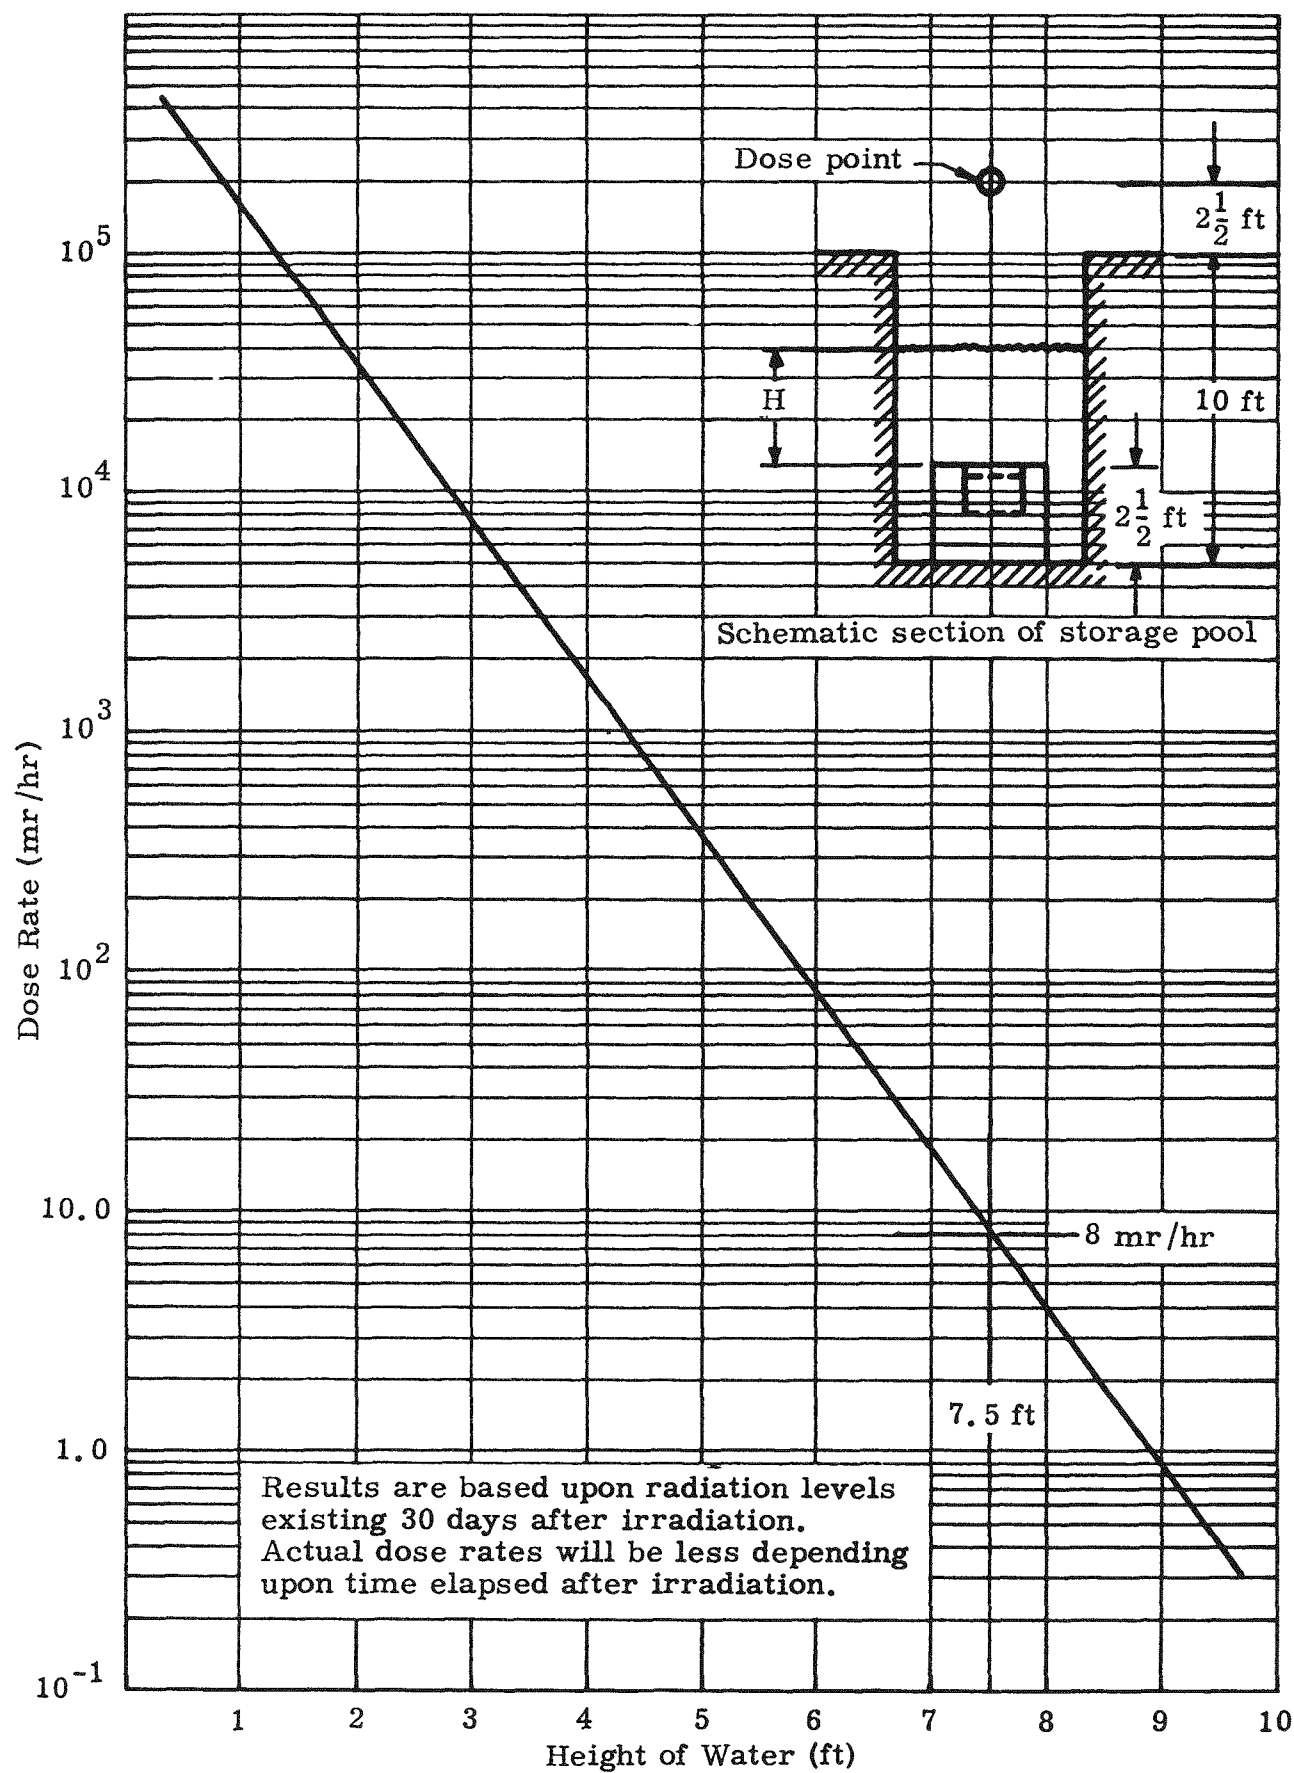 Dose point
2 1/2 ft
10^5
H
10 ft
10^4
2 1/2 ft
Schematic section of storage pool
10^3
Dose Rate (mr/hr)
10^2
10.0
8 mr/hr
7.5 ft
1.0
Results are based upon radiation levels
existing 30 days after irradiation.
Actual dose rates will be less depending
upon time elapsed after irradiation.
10^-1
1 2 3 4 5 6 7 8 9 10
Height of Water (ft)